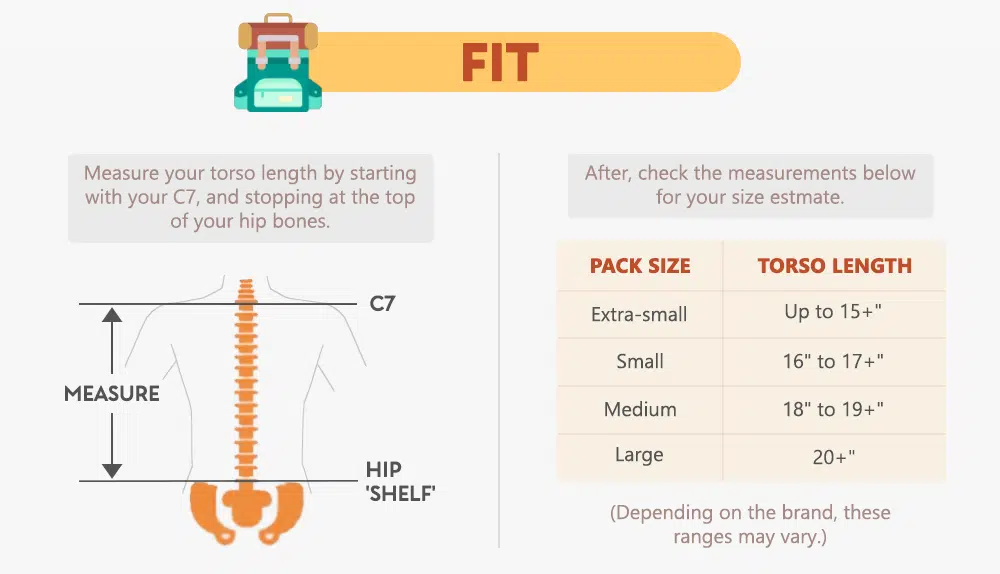 FIT
Measure your torso length by starting
with your C7, and stopping at the top
of your hip bones.
C7
MEASURE
HIP
'SHELF'
After, check the measurements below
for your size estmate.
PACK SIZE TORSO LENGTH
Extra-small Up to 15+"
Small 16" to 17+"
Medium 18" to 19+"
Large 20+"
(Depending on the brand, these
ranges may vary.)